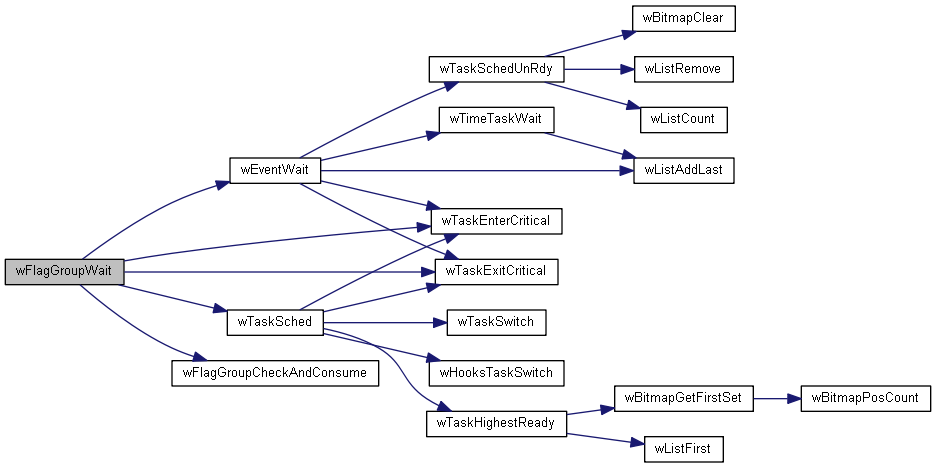 wBitmapClear
wTaskSchedUnRdy
wListRemove
wTimeTaskWait
wListCount
wEventWait
wListAddLast
wTaskEnterCritical
wFlagGroupWait
wTaskExitCritical
wTaskSched
wTaskSwitch
wFlagGroupCheckAndConsume
wHooksTaskSwitch
wBitmapGetFirstSet
wBitmapPosCount
wTaskHighestReady
wListFirst